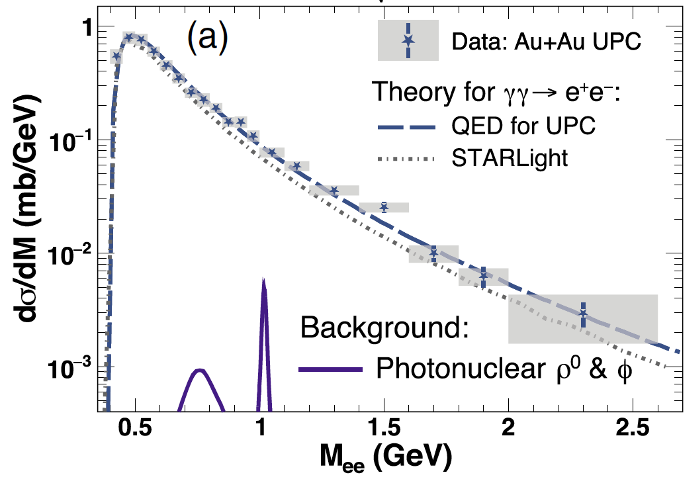 (a)
Data: Au+Au UPC
Theory for γγ→ e⁺e⁻:
QED for UPC
STARLight
Background:
Photonuclear ρ⁰ & ϕ
dσ/dM (mb/GeV)
1
10⁻¹
10⁻²
10⁻³
0.5 1 1.5 2 2.5
Mₑₑ (GeV)